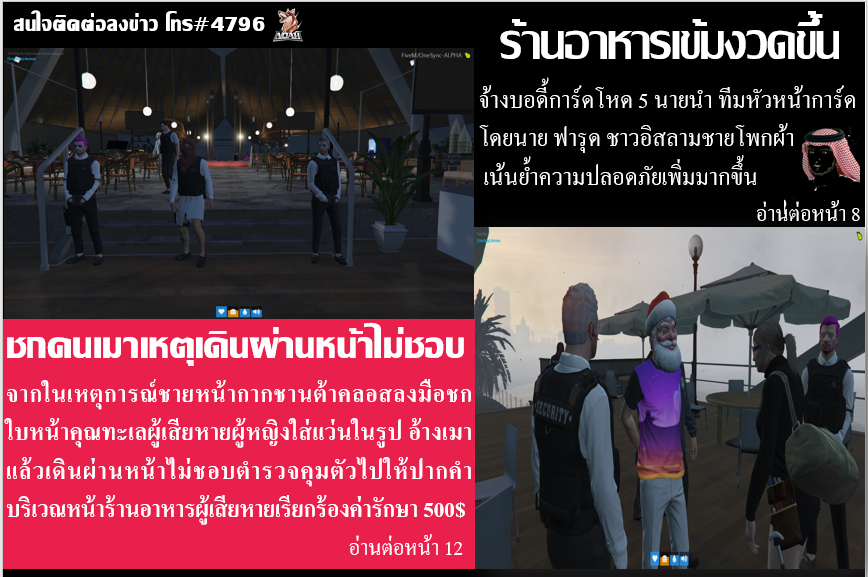 สนใจติดต่อลงข่าว โทร#4796
NOAH
FiveM/OneSync-ALPHA
ร้านอาหารเข้มงวดขึ้น
จ้างบอดี้การ์ดโหด 5 นายนำ ทีมหัวหน้าการ์ด
โดยนาย ฟารุด ชาวอิสลามชายโพกผ้า
เน้นย้ำความปลอดภัยเพิ่มมากขึ้น
อ่านต่อหน้า 8
ชกคนเมาเหตุเดินผ่านหน้าไม่ชอบ
จากในเหตุการณ์ชายหน้ากากซานต้าคลอสลงมือชก
ใบหน้าคุณทะเลผู้เสียหายผู้หญิงใส่แว่นในรูป อ้างเมา
แล้วเดินผ่านหน้าไม่ชอบตำรวจคุมตัวไปให้ปากคำ
บริเวณหน้าร้านอาหารผู้เสียหายเรียกร้องค่ารักษา 500$
อ่านต่อหน้า 12
SECURITY